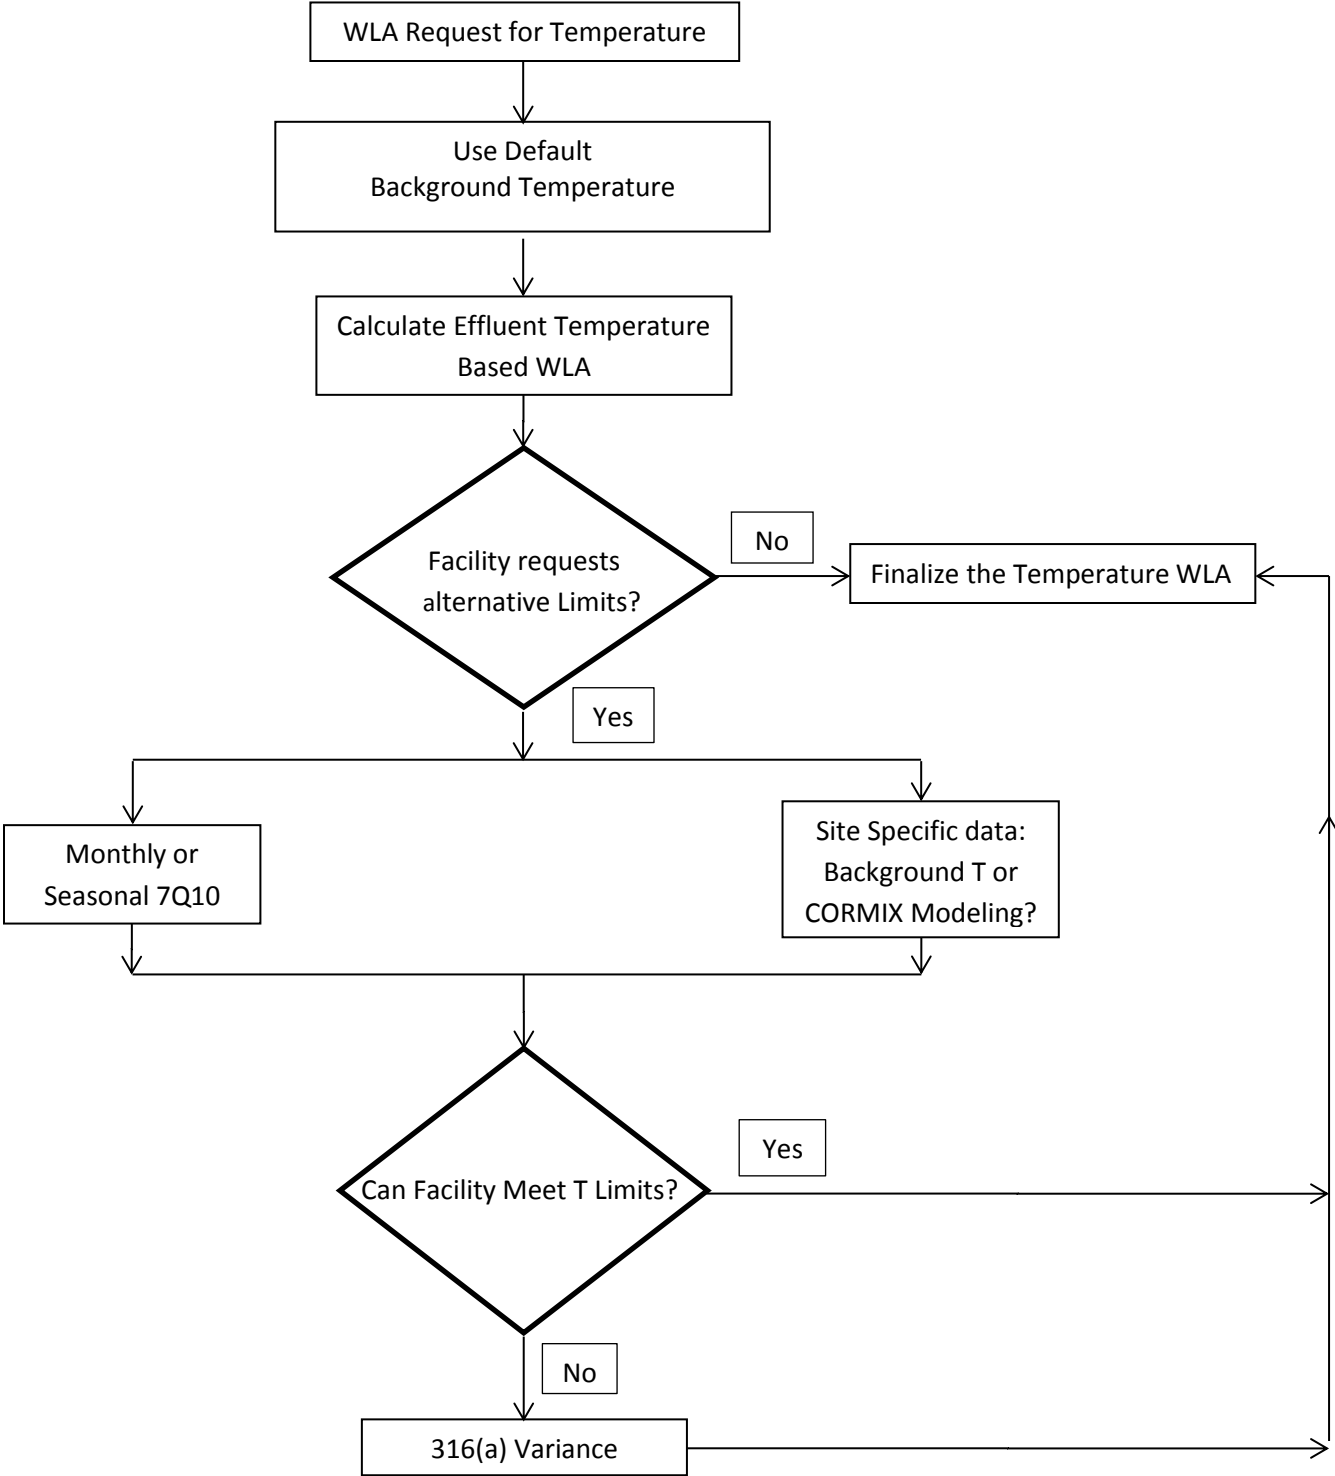 WLA Request for Temperature
Use Default
Background Temperature
Calculate Effluent Temperature
Based WLA
Facility requests
alternative Limits?
No
Finalize the Temperature WLA
Yes
Monthly or
Seasonal 7Q10
Site Specific data:
Background T or
CORMIX Modeling?
Can Facility Meet T Limits?
Yes
No
316(a) Variance